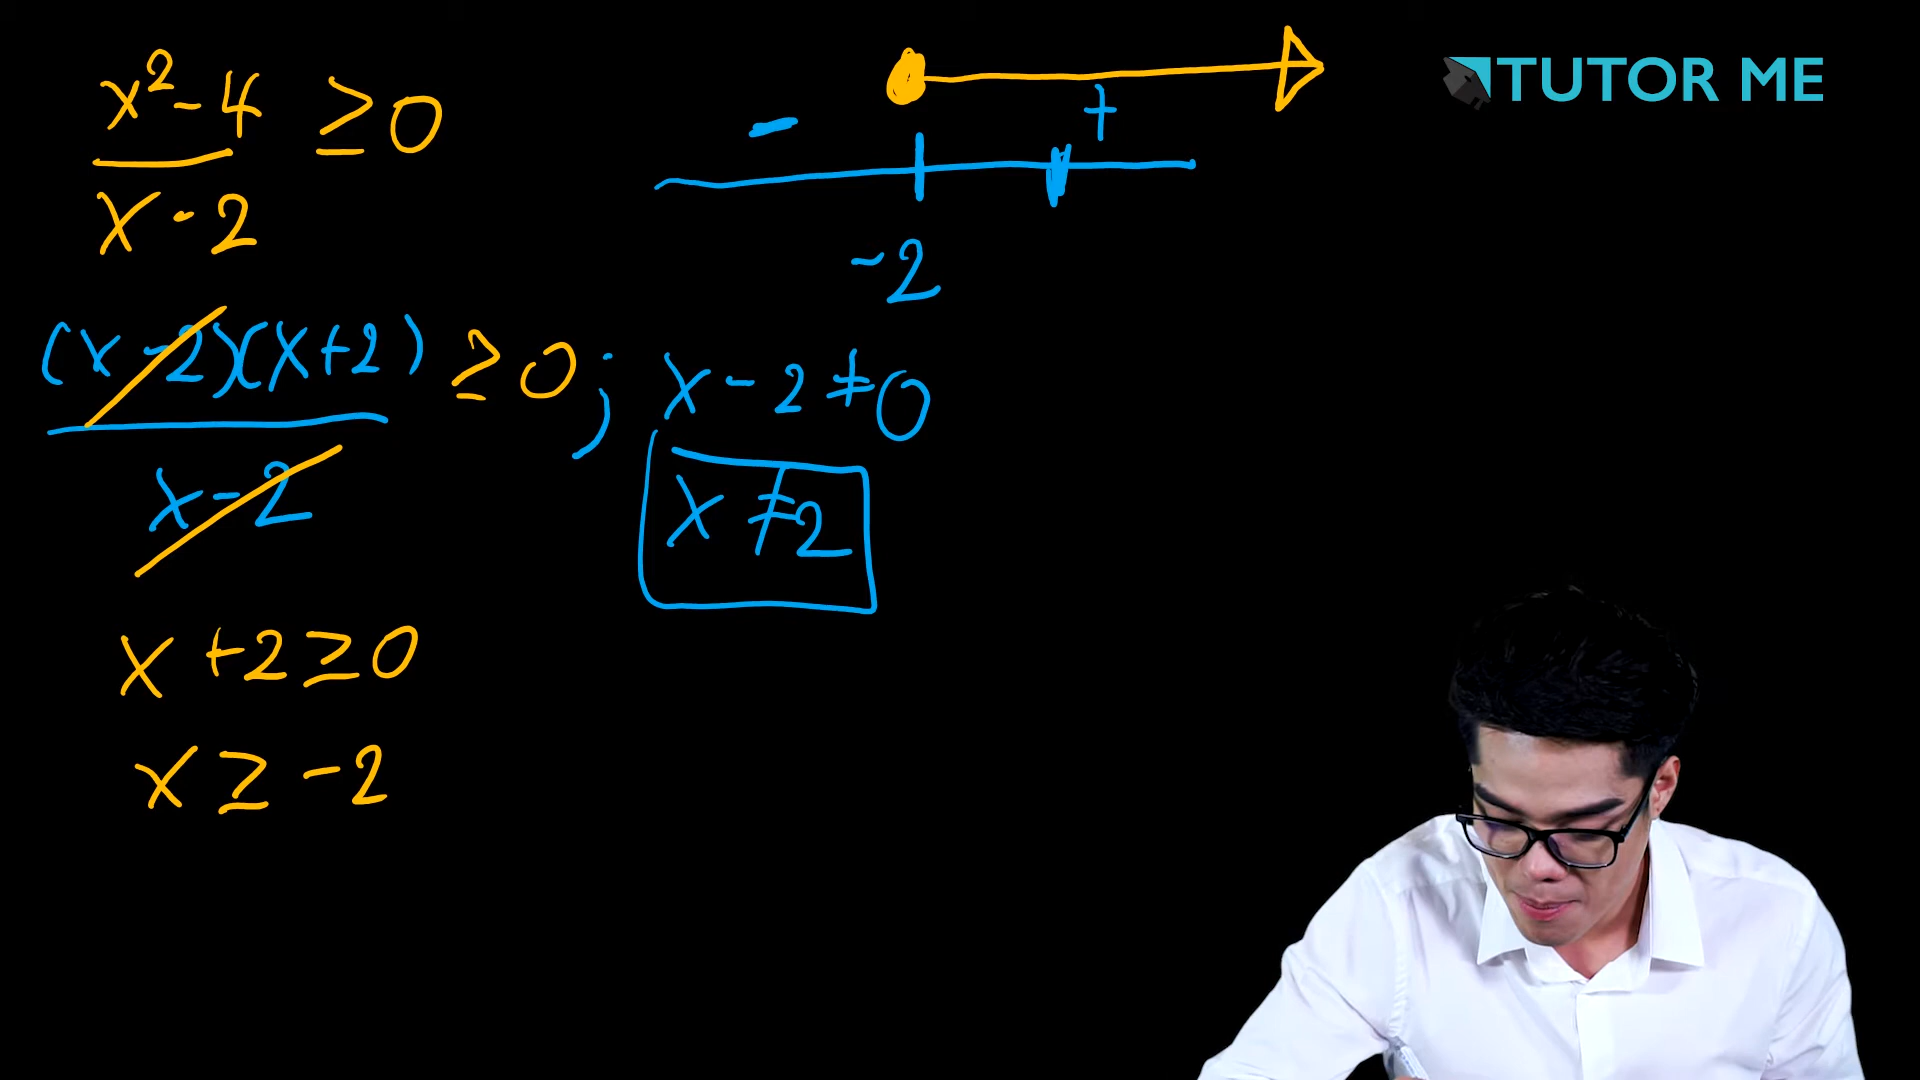 x²-4 ≥ 0
x-2
- +
-2
(x-2)(x+2) ≥ 0 ; x-2≠0
x-2
x≠2
x+2≥0
x≥-2
TUTOR ME